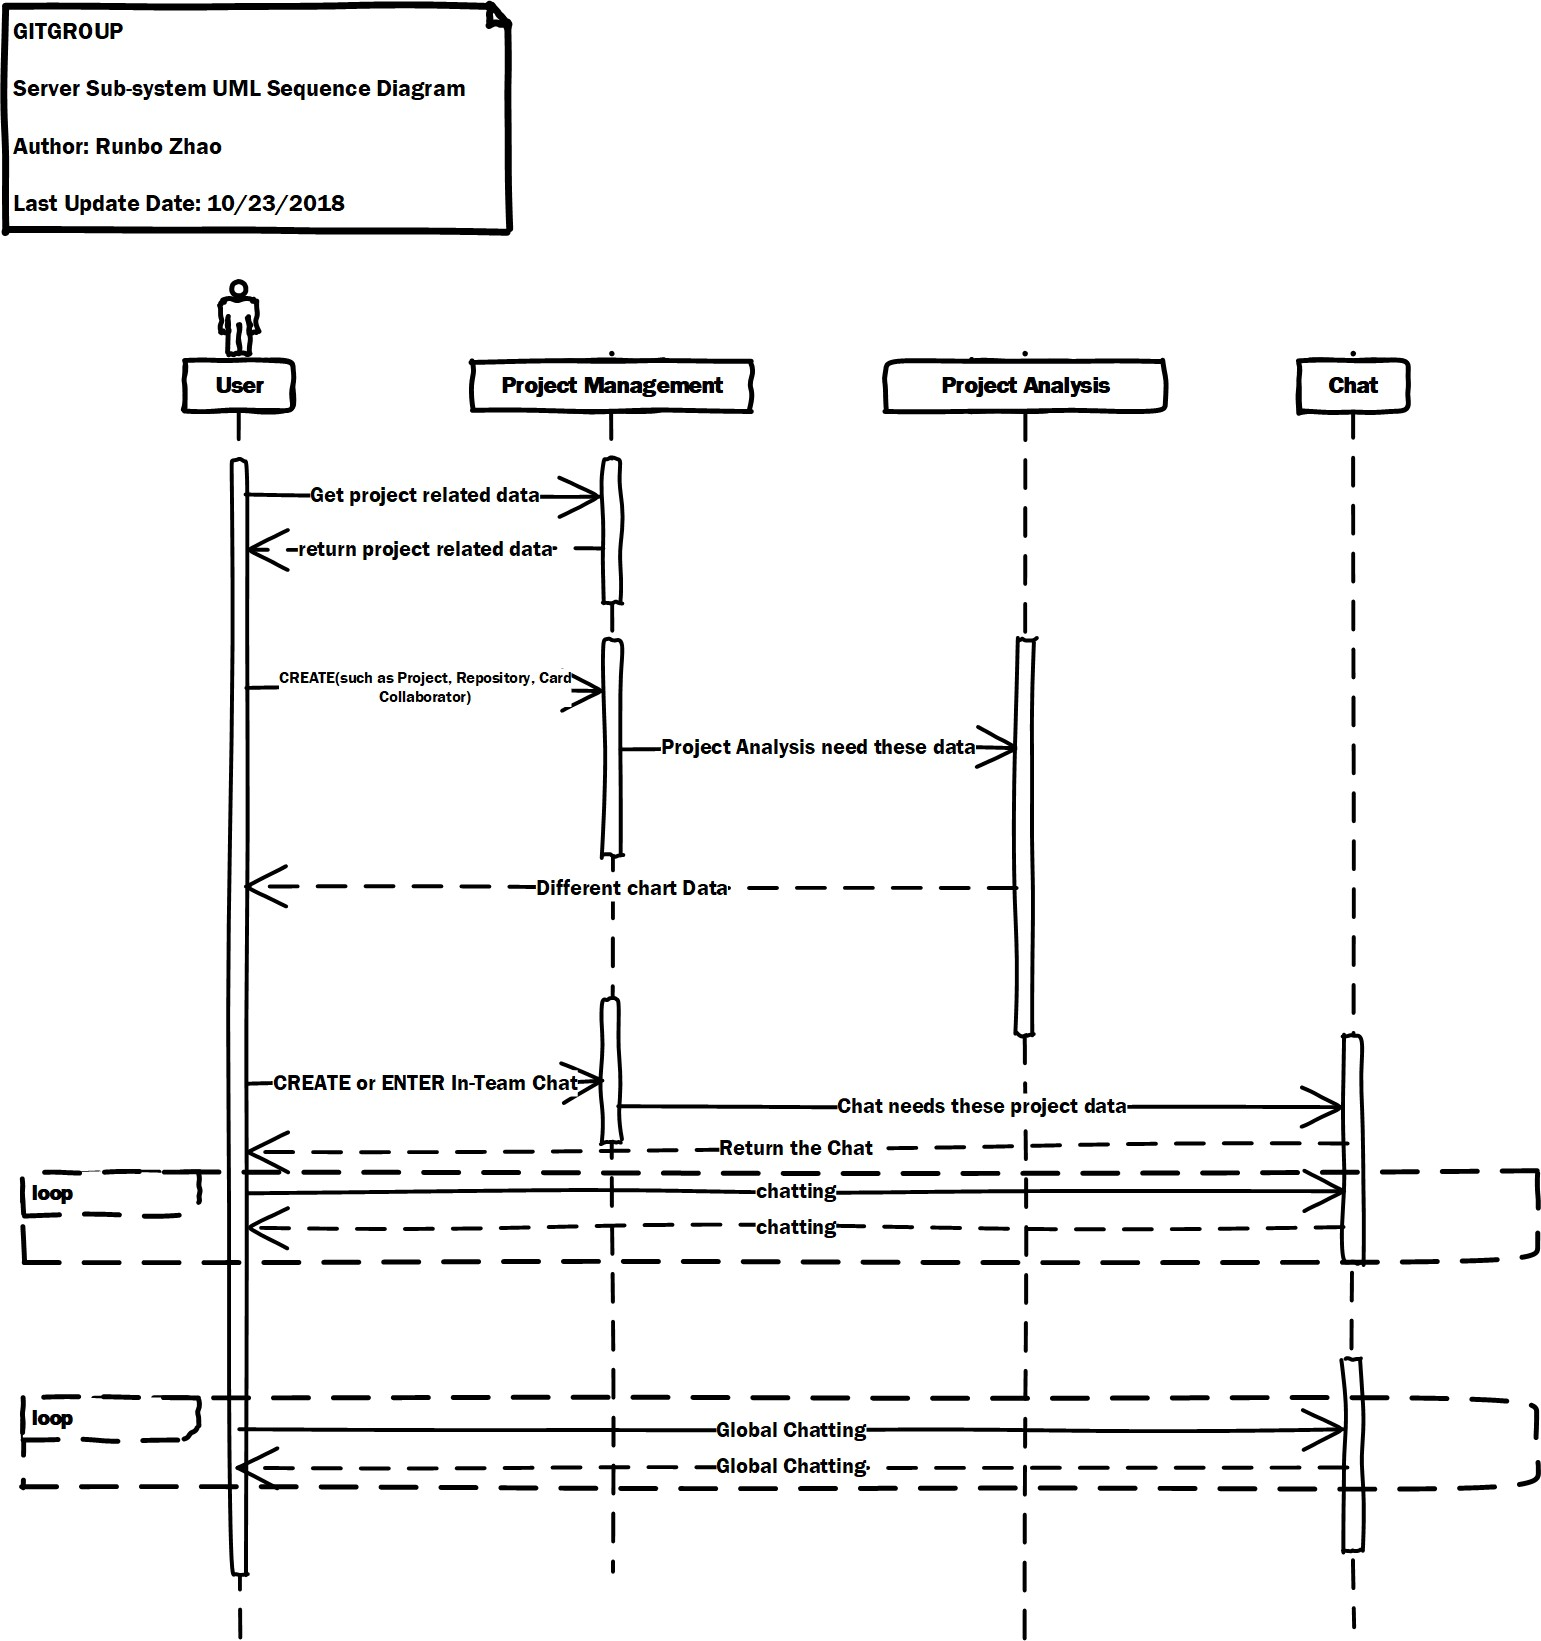 GITGROUP
Server Sub-system UML Sequence Diagram
Author: Runbo Zhao
Last Update Date: 10/23/2018
User
Project Management
Project Analysis
Chat
Get project related data
return project related data
CREATE(such as Project, Repository, Card
Collaborator)
Project Analysis need these data
Different chart Data
CREATE or ENTER In-Team Chat
Chat needs these project data
Return the Chat
loop
chatting
chatting
loop
Global Chatting
Global Chatting